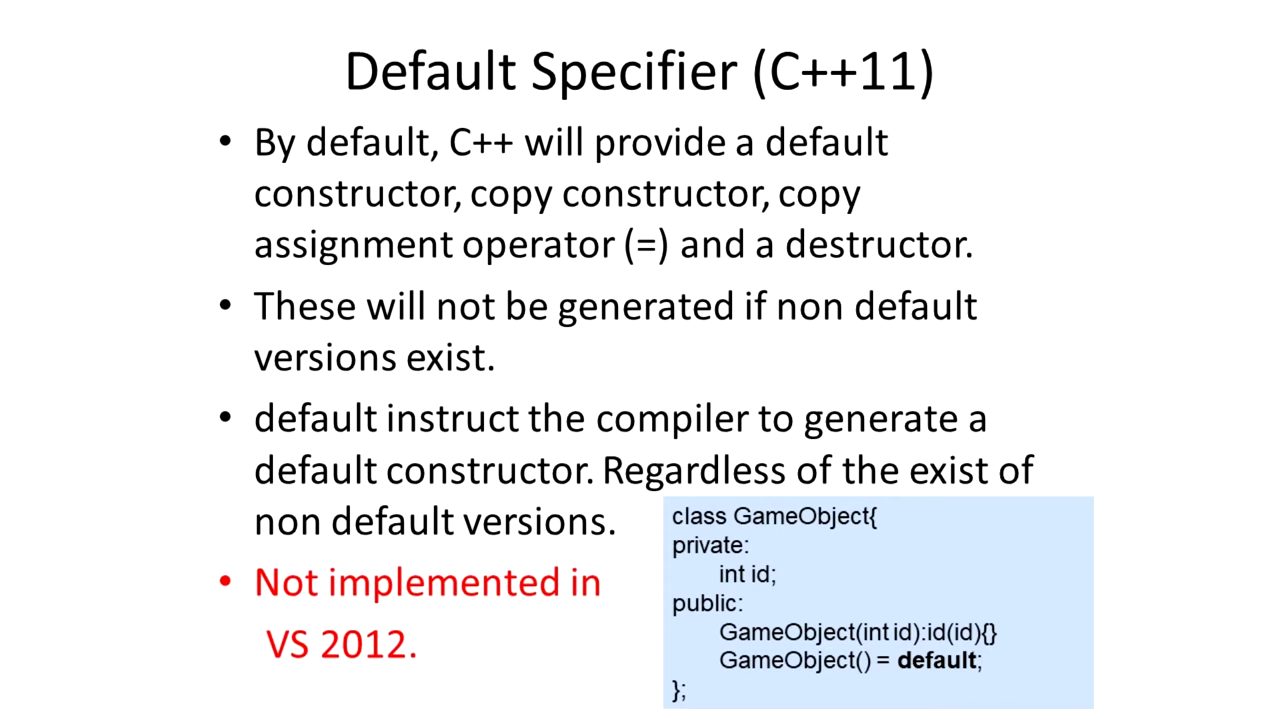 Default Specifier (C++11)
• By default, C++ will provide a default
constructor, copy constructor, copy
assignment operator (=) and a destructor.
• These will not be generated if non default
versions exist.
• default instruct the compiler to generate a
default constructor. Regardless of the exist of
non default versions.
• Not implemented in
VS 2012.
class GameObject{
private:
int id;
public:
GameObject(int id):id(id){}
GameObject() = default;
};